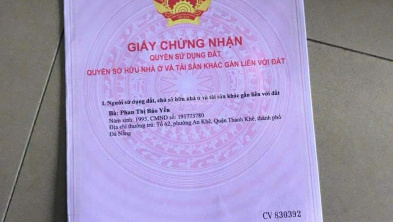 GIẤY CHỨNG NHẬN
QUYỀN SỬ DỤNG ĐẤT
QUYỀN SỞ HỮU NHÀ Ở VÀ TÀI SẢN KHÁC GẮN LIỀN VỚI ĐẤT
I. Người sử dụng đất, chủ sở hữu nhà ở và tài sản khác gắn liền với đất
Bà: Phan Thị Bảo Yến
Năm sinh: 1995, CMND số: 191773780
Địa chỉ thường trú: Tổ 62, phường An Khê, Quận Thanh Khê, thành phố
Đà Nẵng
CV 830392